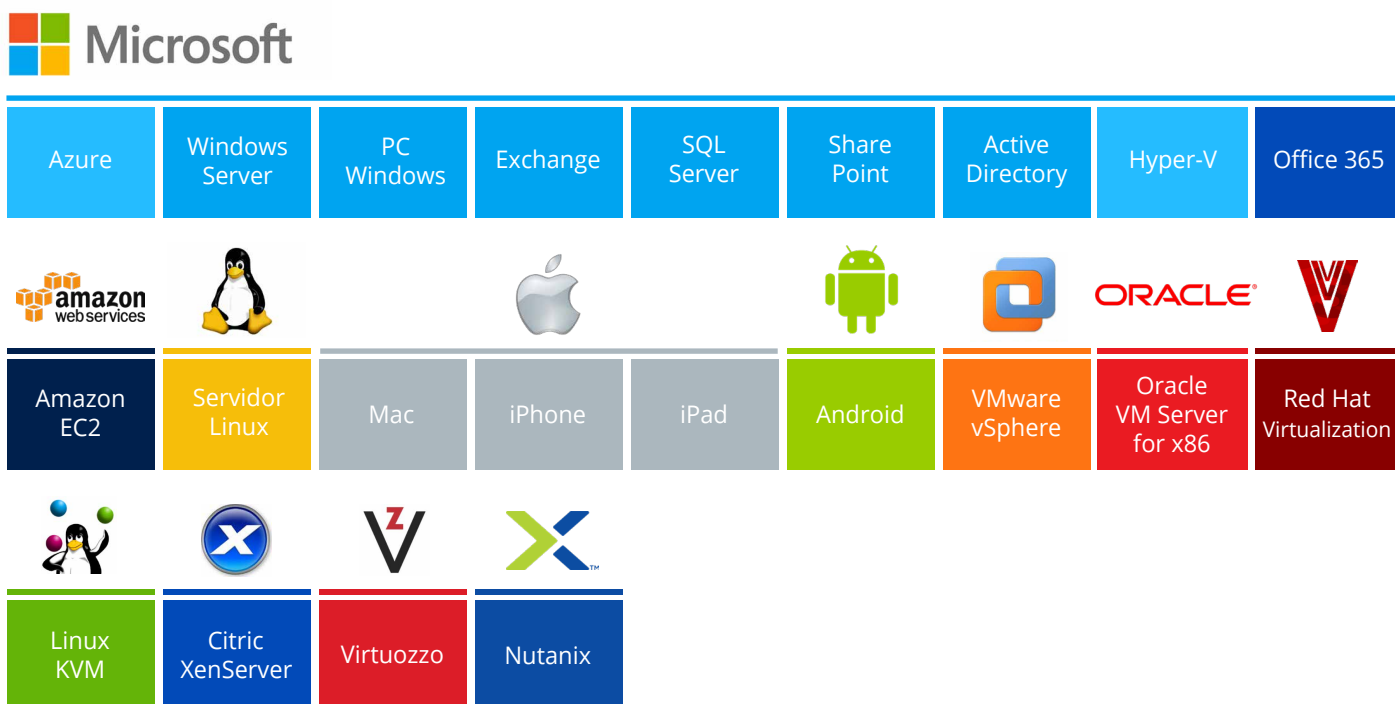 Microsoft
Azure
Windows
Server
PC
Windows
Exchange
SQL
Server
Share
Point
Active
Directory
Hyper-V
Office 365
amazon
web services
ORACLE®
Amazon
EC2
Servidor
Linux
Mac
iPhone
iPad
Android
VMware
vSphere
Oracle
VM Server
for x86
Red Hat
Virtualization
X
Vz
TM
Linux
KVM
Citric
XenServer
Virtuozzo
Nutanix